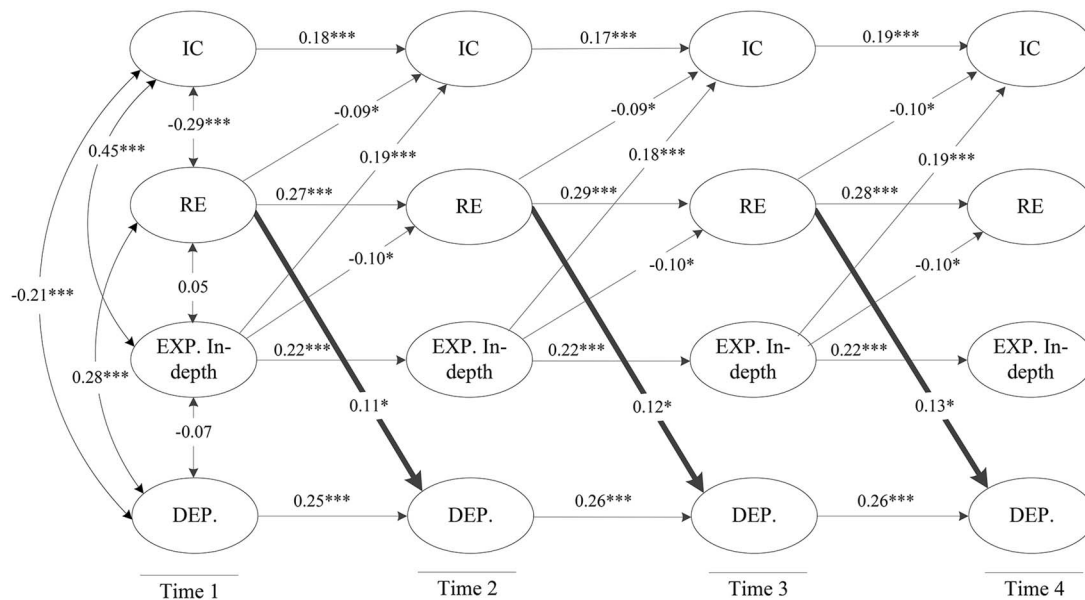 IC 0.18*** IC 0.17*** IC 0.19*** IC
-0.29*** -0.09* -0.09* -0.10*
0.45*** 0.19*** 0.18*** 0.19***
RE 0.27*** RE 0.29*** RE 0.28*** RE
-0.10* -0.10* -0.10*
-0.21*** 0.05
EXP. In-depth 0.22*** EXP. In-depth 0.22*** EXP. In-depth 0.22*** EXP. In-depth
0.28***
0.11* 0.12* 0.13*
-0.07
DEP. 0.25*** DEP. 0.26*** DEP. 0.26*** DEP.
Time 1 Time 2 Time 3 Time 4